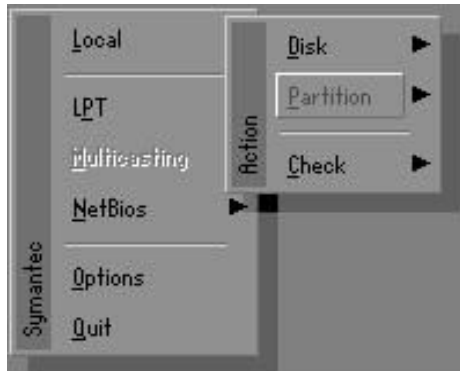 Local
LPT
Multicasting
NetBios
Options
Quit
Symantec
Disk
Partition
Check
Action